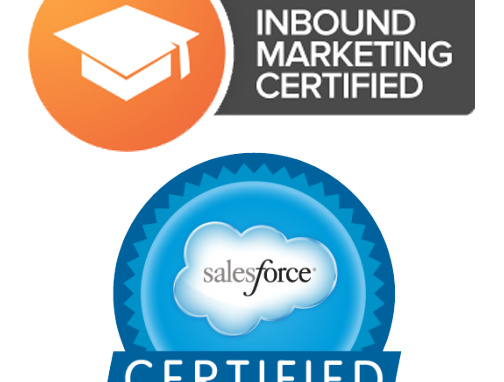 INBOUND
MARKETING
CERTIFIED
salesforce
CERTIFIED